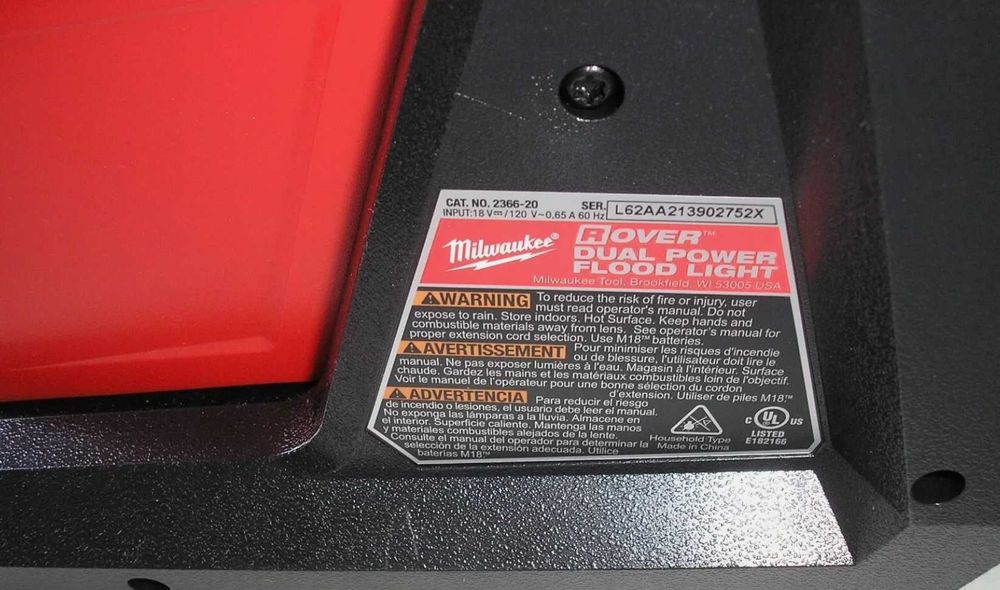 CAT. NO. 2366-20 SER. L62AA213902752X
INPUT:18 V⎓/120 V~0,65 A 60 Hz
Milwaukee®
ROVER™
DUAL POWER
FLOOD LIGHT
Milwaukee Tool, Brookfield, WI 53005 USA
WARNING To reduce the risk of fire or injury, user
must read operator's manual. Do not
expose to rain. Store indoors. Hot Surface. Keep hands and
combustible materials away from lens. See operator's manual for
proper extension cord selection. Use M18™ batteries.
AVERTISSEMENT Pour minimiser les risques d'incendie
ou de blessure, l'utilisateur doit lire le
manual. Ne pas exposer lumières à l'eau. Magasin à l'intérieur. Surface
chaude. Gardez les mains et les matériaux combustibles loin de l'objectif.
Voir le manuel de l'opérateur pour une bonne sélection du cordon
d'extension. Utiliser de piles M18.™
ADVERTENCIA Para reducir el riesgo
de incendio o lesiones, el usuario debe leer el manual.
No exponga las lámparas a la lluvia. Almacene en
el interior. Superficie caliente. Mantenga las manos
y materiales combustibles alejados de la lente.
Consulte el manual del operador para determinar la
selección de la extensión adecuada. Utilice
baterías M18™
Household Type
Made in China
C UL US
LISTED
E182166